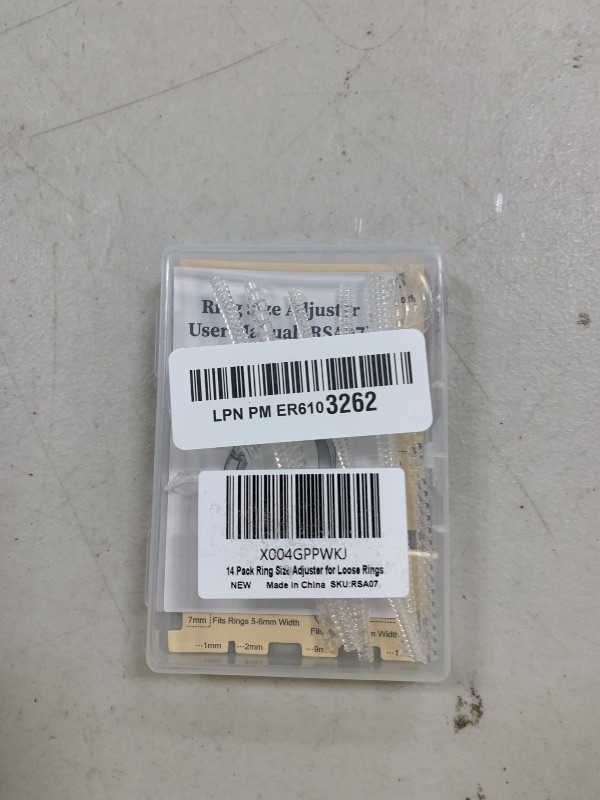 Ring Size Adjuster
User Manual (RSA07)
LPN PM ER6103262
X004GPPWKJ
14 Pack Ring Size Adjuster for Loose Rings
NEW Made in China SKU:RSA07
7mm Fits Rings 5-6mm Width
Width
1mm 2mm